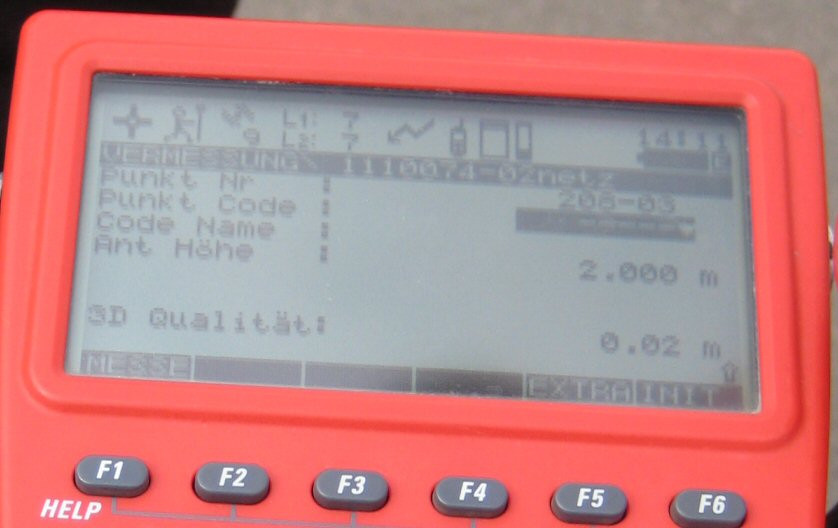 L1: 7 14:11
9 L2: 7
VERMESSUNG\ 1110074-02netz
Punkt Nr : 208-03
Punkt Code :
Code Name :
Ant Höhe : 2.000 m
3D Qualität: 0.02 m
MESSE EXTRA INIT
F1 F2 F3 F4 F5 F6
HELP